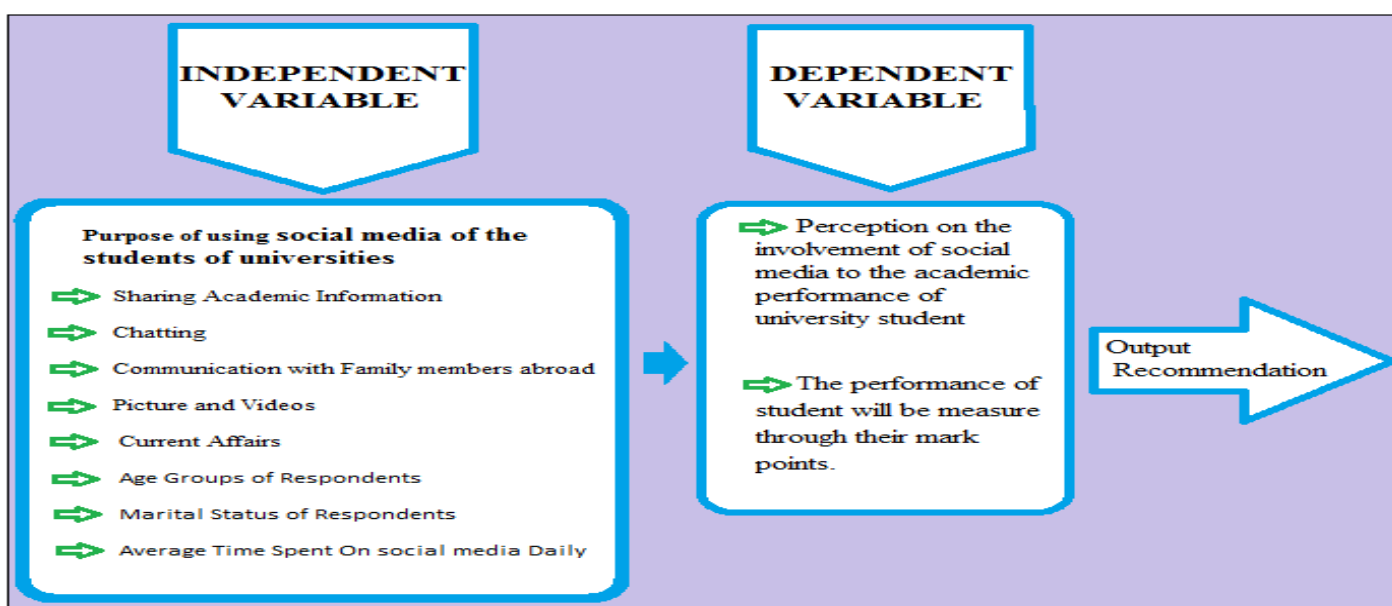 INDEPENDENT
VARIABLE
Purpose of using social media of the
students of universities
Sharing Academic Information
Chatting
Communication with Family members abroad
Picture and Videos
Current Affairs
Age Groups of Respondents
Marital Status of Respondents
Average Time Spent On social media Daily
DEPENDENT
VARIABLE
Perception on the
involvement of social
media to the academic
performance of
university student
The performance of
student will be measure
through their mark
points.
Output
Recommendation